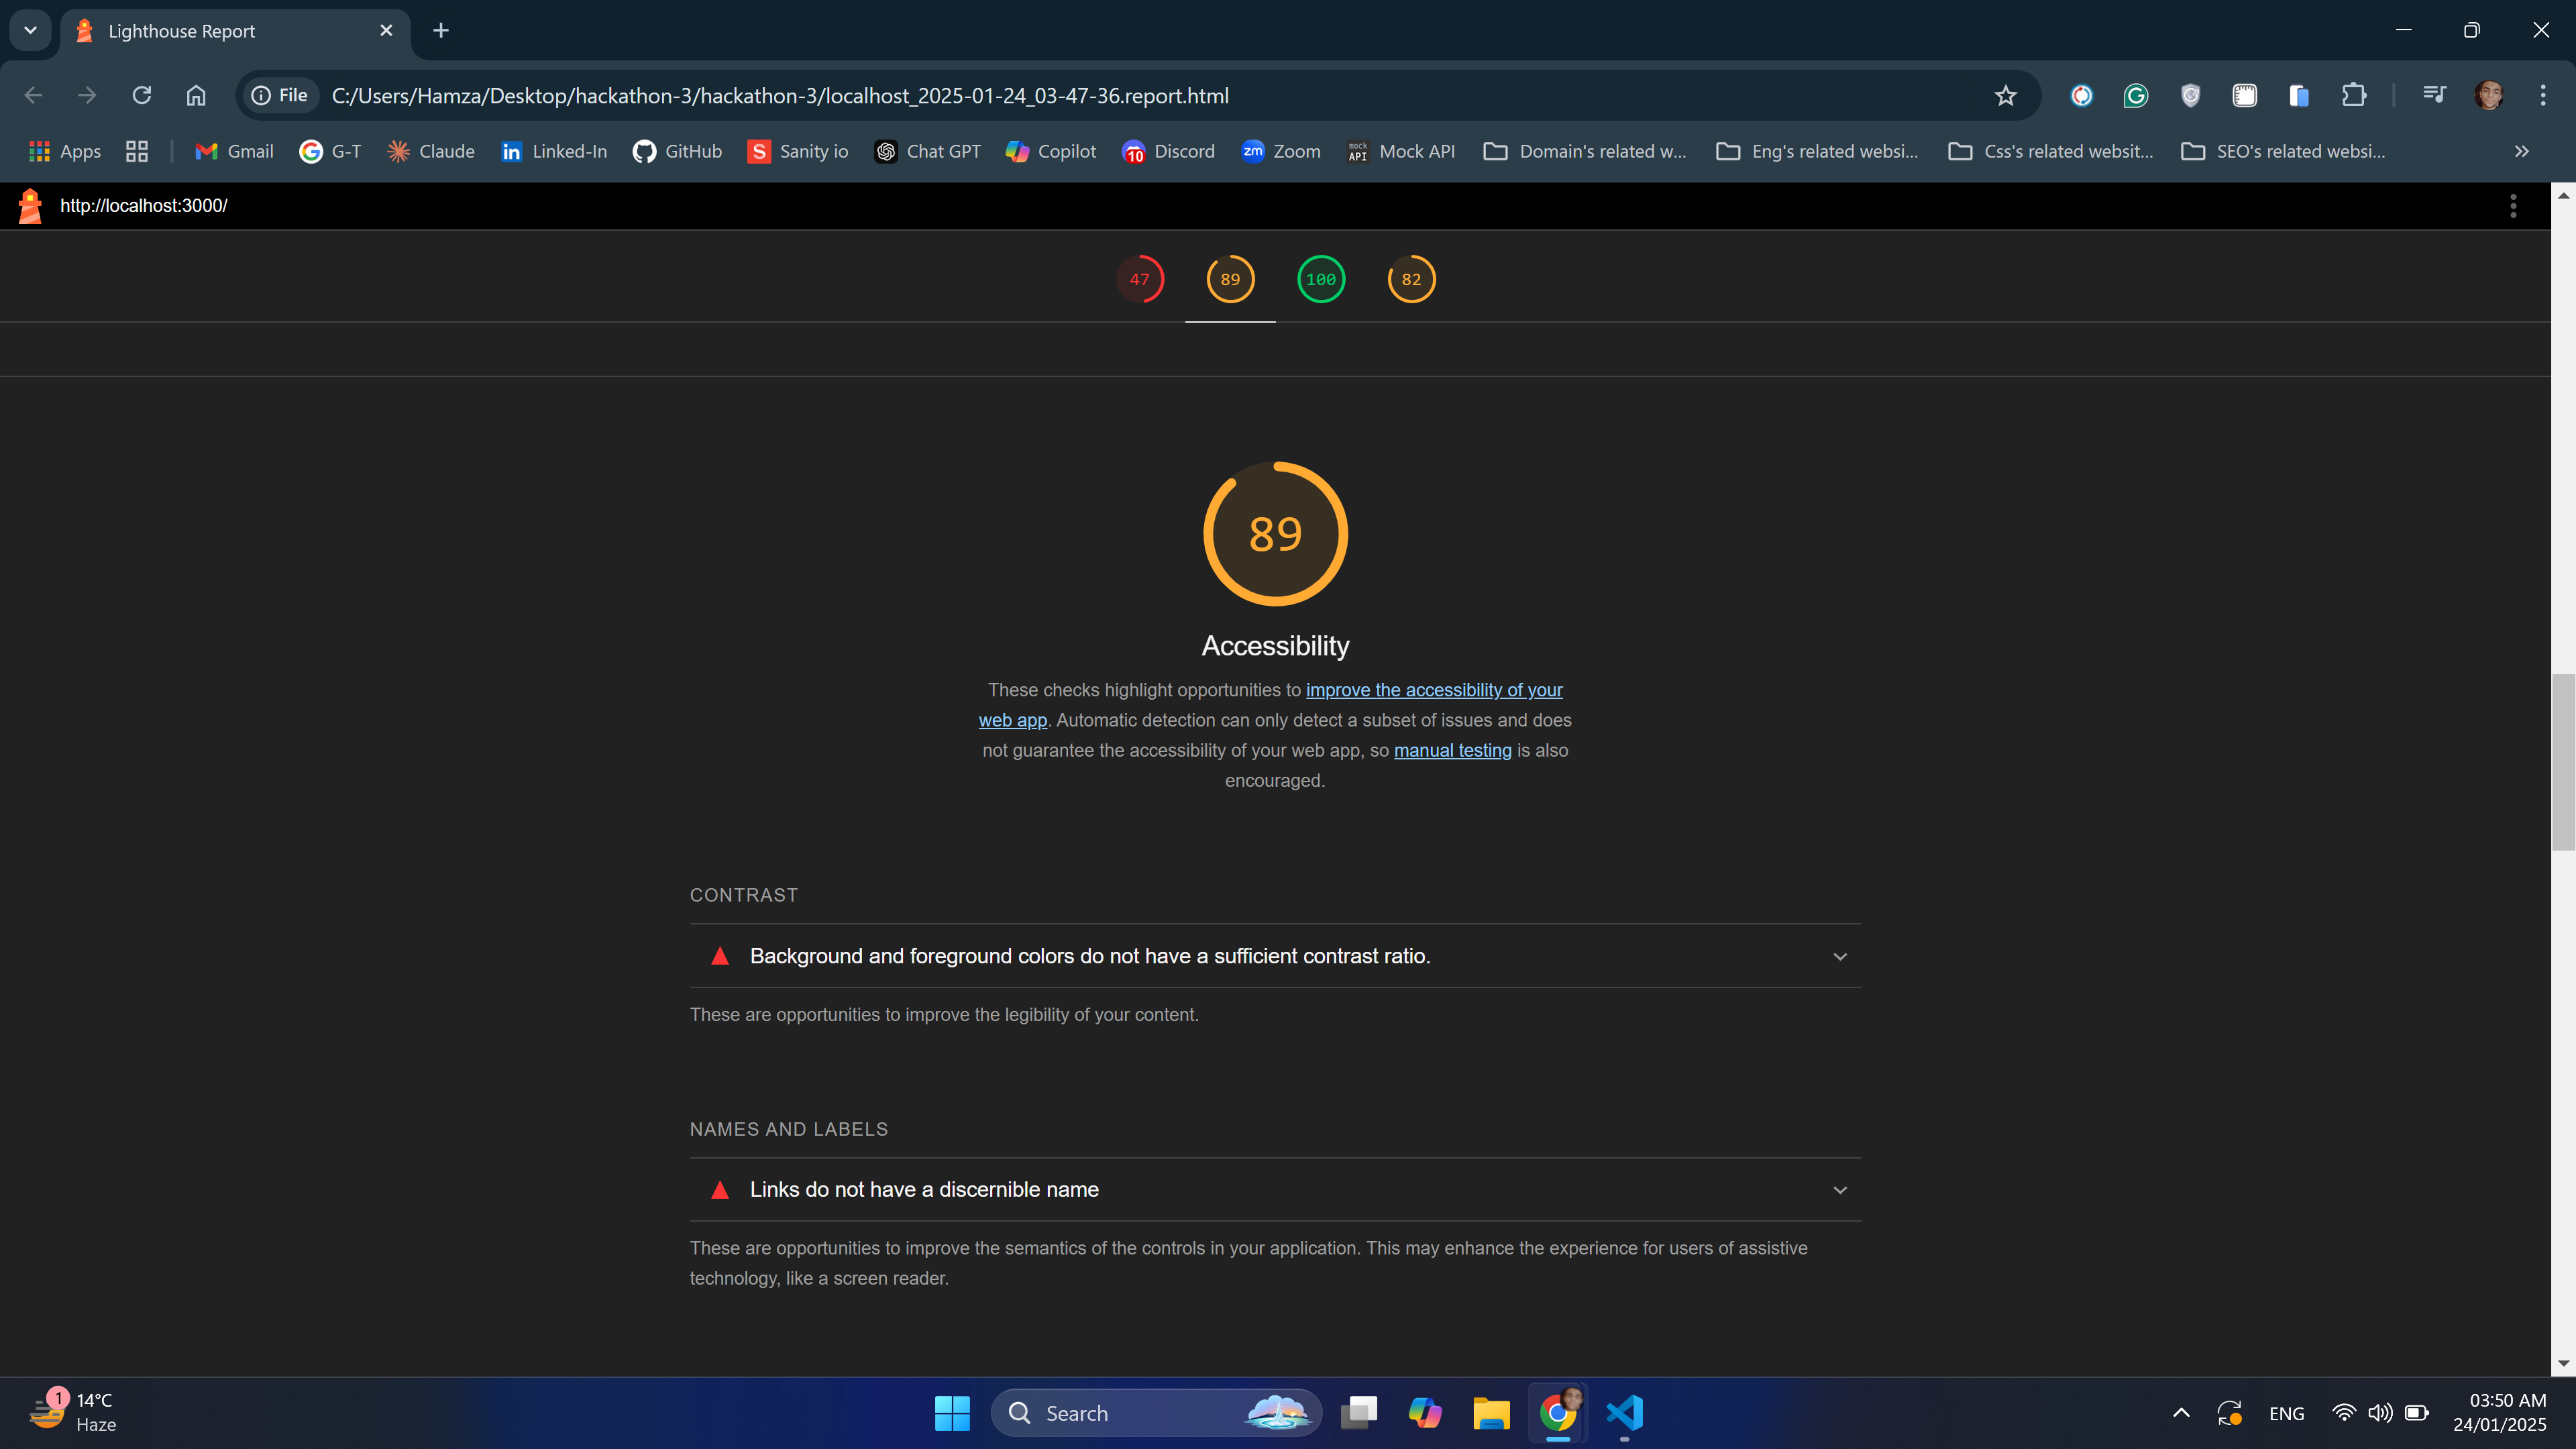 Lighthouse Report
File
C:/Users/Hamza/Desktop/hackathon-3/hackathon-3/localhost_2025-01-24_03-47-36.report.html
Apps
Gmail
G-T
Claude
Linked-In
GitHub
Sanity io
Chat GPT
Copilot
10
Discord
zm
Zoom
mock
API
Mock API
Domain's related w...
Eng's related websi...
Css's related websit...
SEO's related websi...
http://localhost:3000/
47
89
100
82
89
Accessibility
These checks highlight opportunities to improve the accessibility of your
web app. Automatic detection can only detect a subset of issues and does
not guarantee the accessibility of your web app, so manual testing is also
encouraged.
CONTRAST
Background and foreground colors do not have a sufficient contrast ratio.
These are opportunities to improve the legibility of your content.
NAMES AND LABELS
Links do not have a discernible name
These are opportunities to improve the semantics of the controls in your application. This may enhance the experience for users of assistive
technology, like a screen reader.
1
14°C
Haze
Search
ENG
03:50 AM
24/01/2025